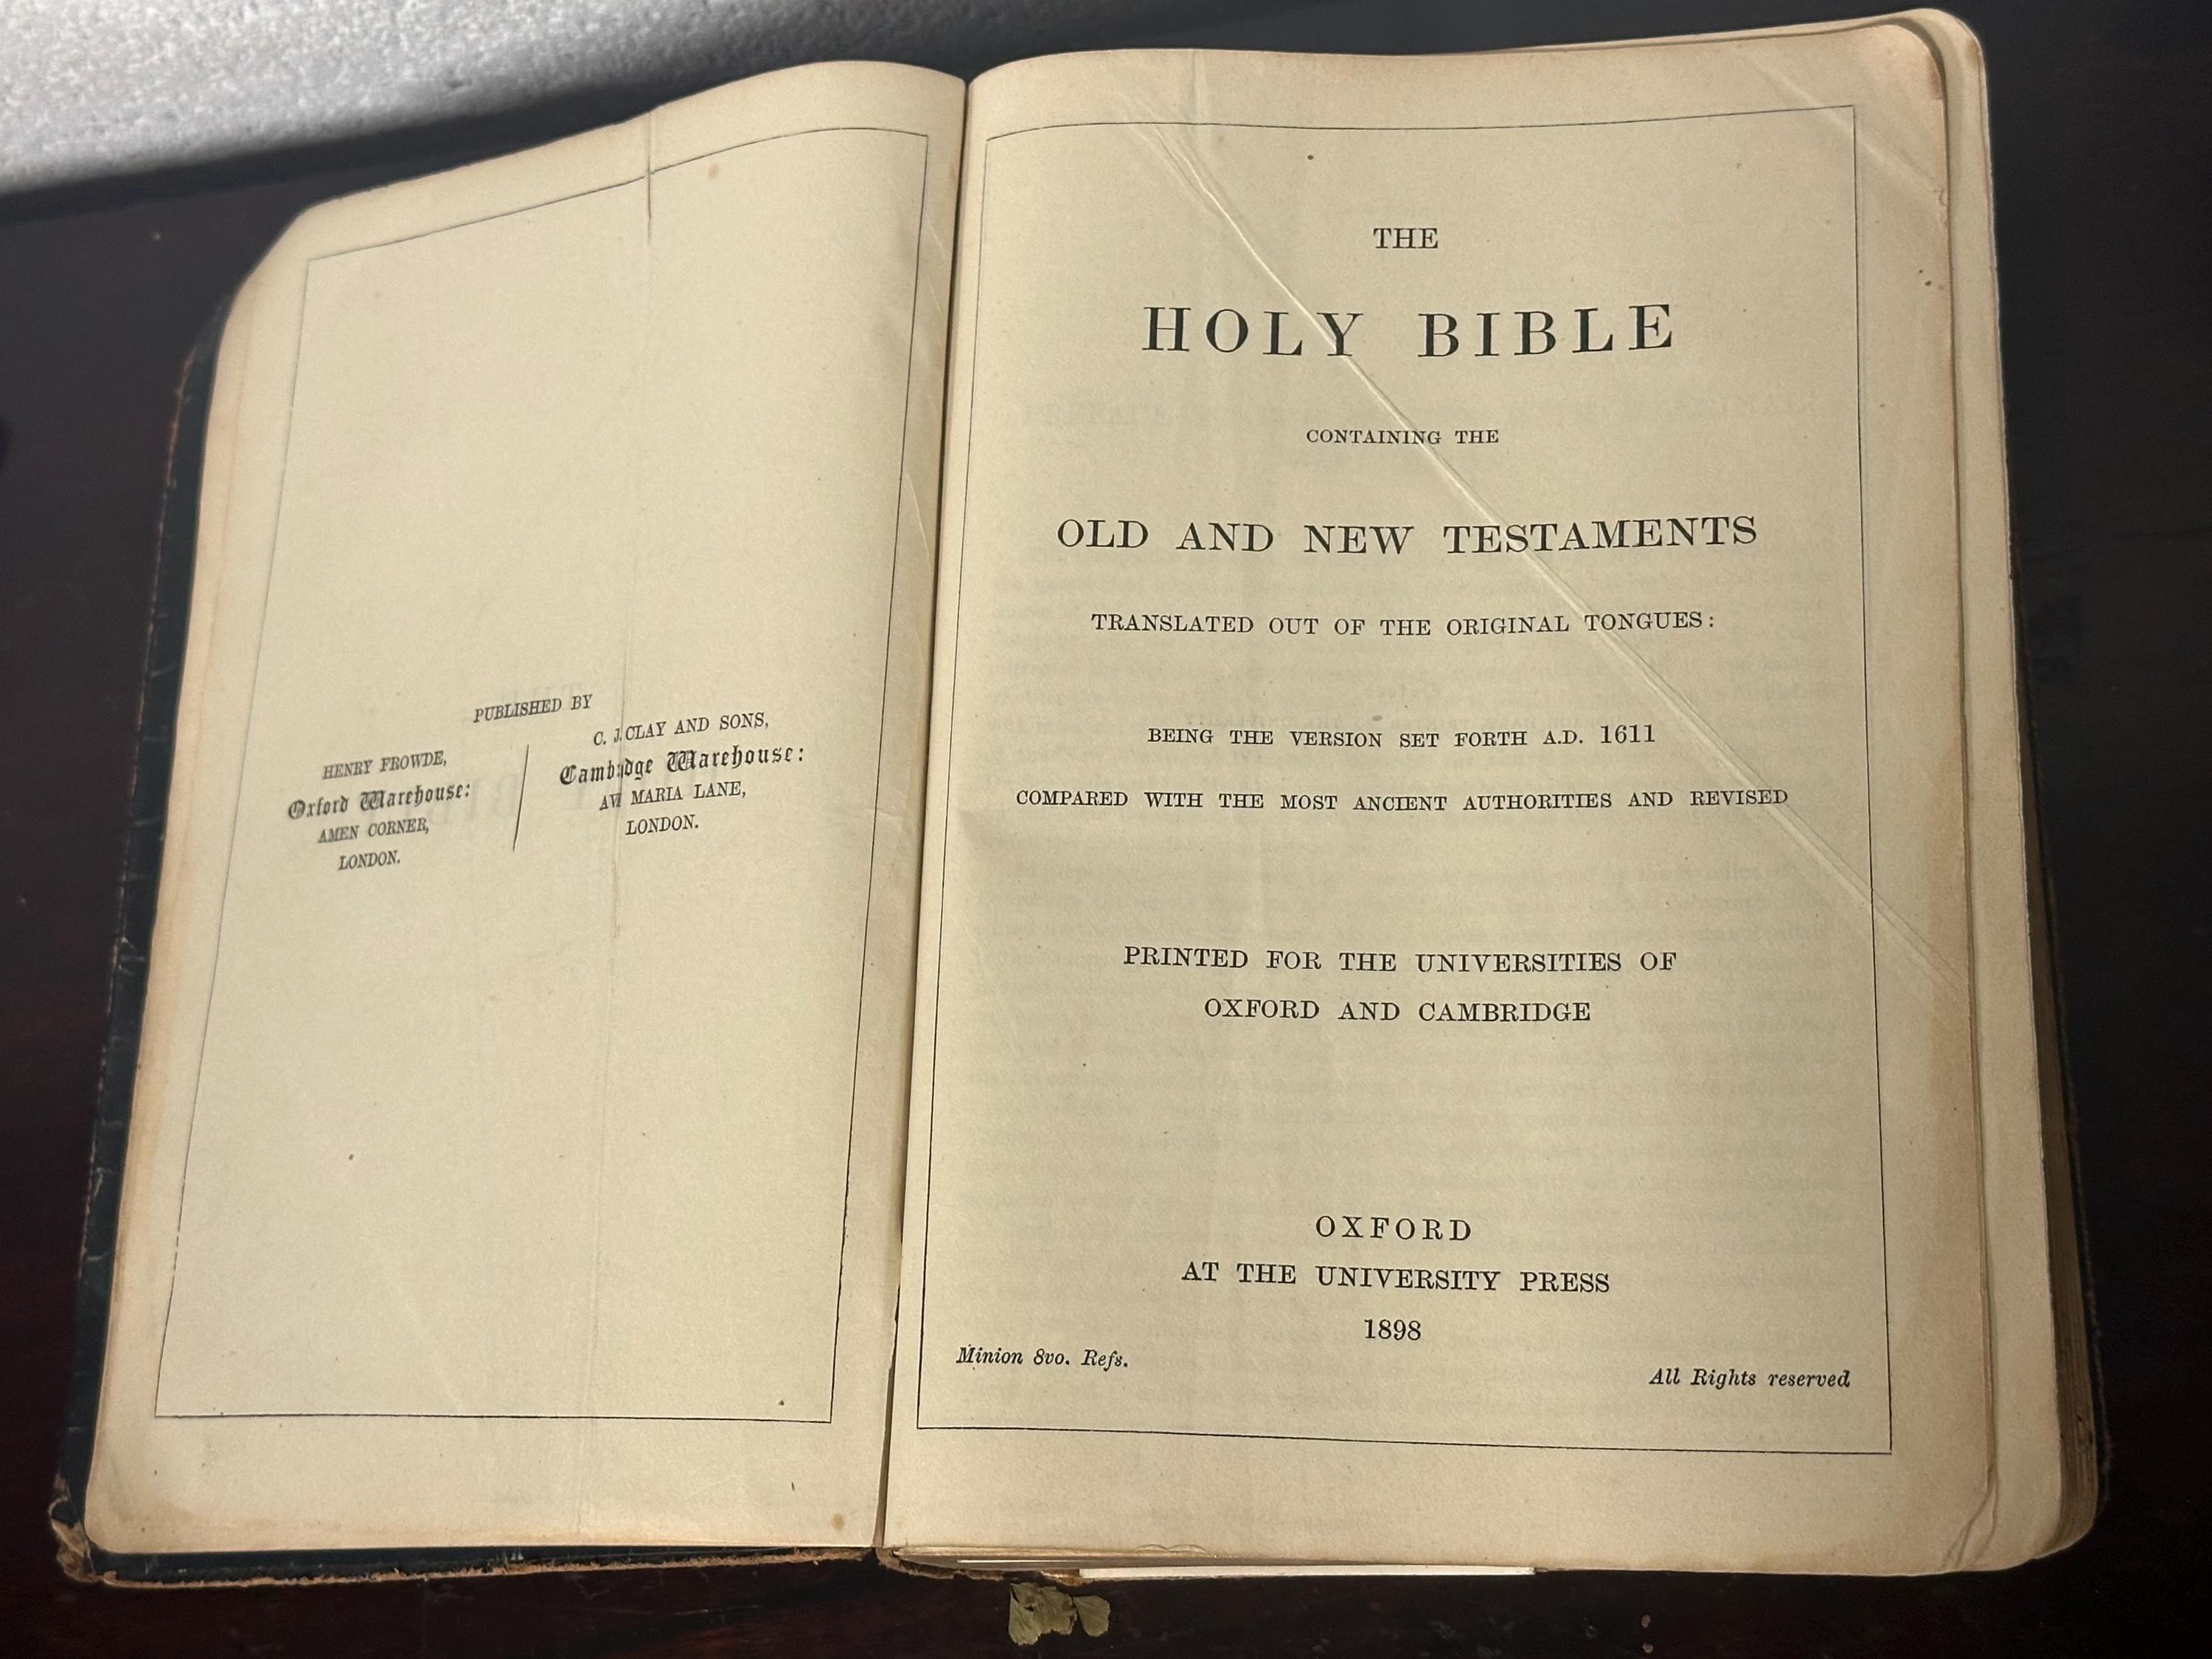 PUBLISHED BY
HENRY FROWDE,
Oxford Warehouse:
AMEN CORNER,
LONDON.
C. J. CLAY AND SONS,
Cambridge Warehouse:
AVE MARIA LANE,
LONDON.
THE
HOLY BIBLE
CONTAINING THE
OLD AND NEW TESTAMENTS
TRANSLATED OUT OF THE ORIGINAL TONGUES:
BEING THE VERSION SET FORTH A.D. 1611
COMPARED WITH THE MOST ANCIENT AUTHORITIES AND REVISED
PRINTED FOR THE UNIVERSITIES OF
OXFORD AND CAMBRIDGE
OXFORD
AT THE UNIVERSITY PRESS
1898
Minion 8vo. Refs.
All Rights reserved